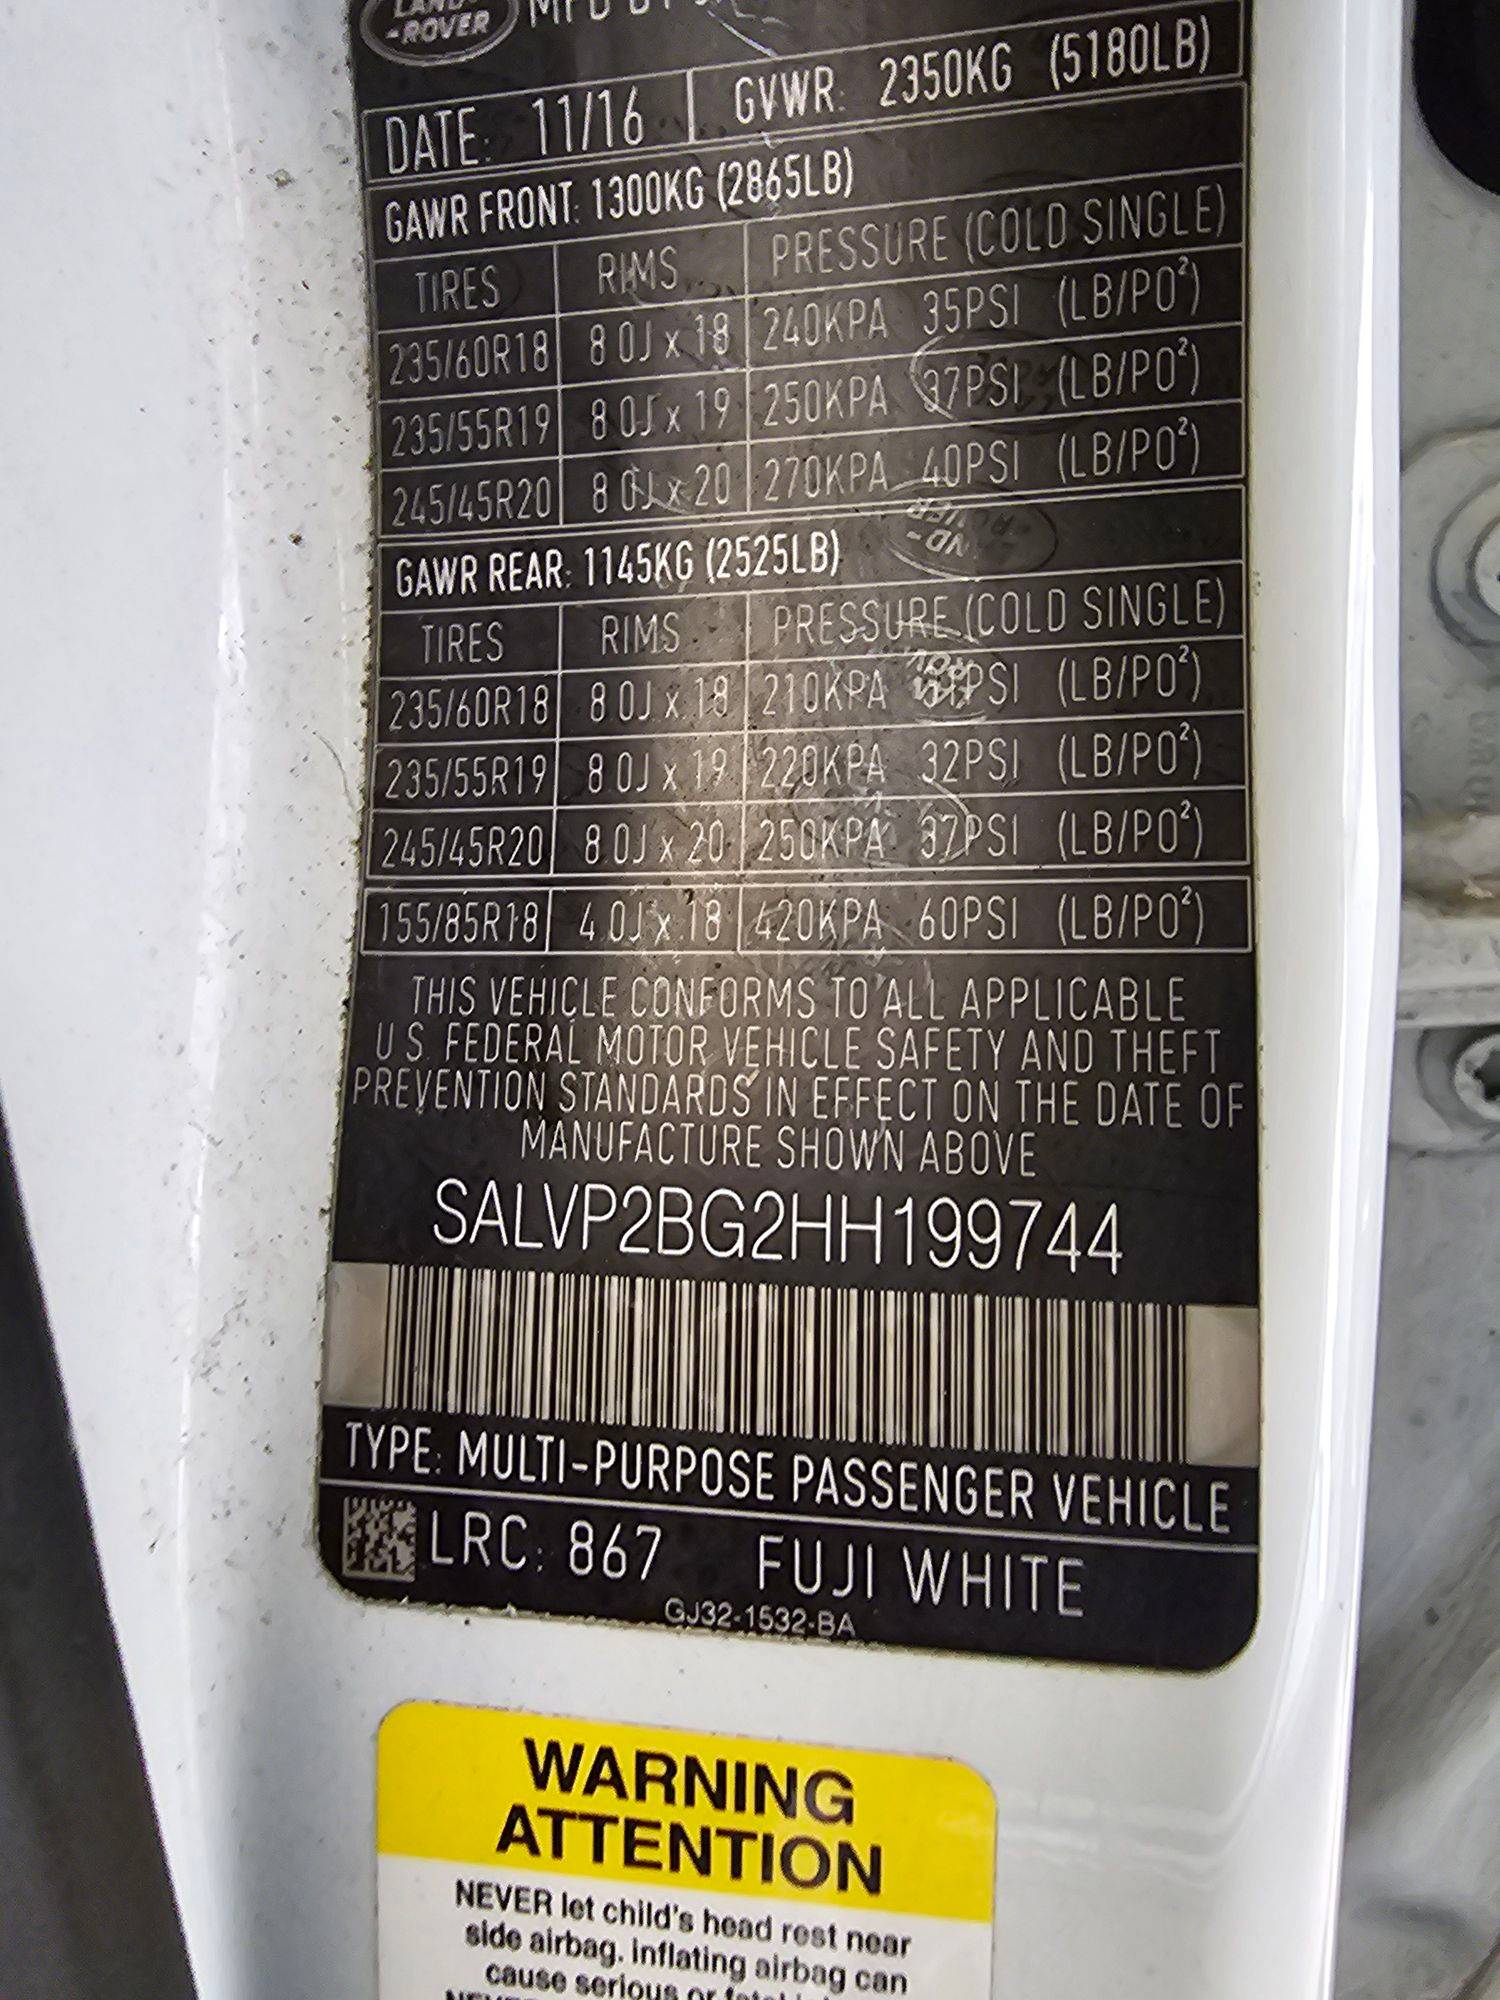 LAND-
-ROVER
DATE: 11/16 GVWR: 2350KG (5180LB)
GAWR FRONT: 1300KG (2865LB)
TIRES RIMS PRESSURE (COLD SINGLE)
235/60R18 8.0J x 18 240KPA 35PSI (LB/PO²)
235/55R19 8.0J x 19 250KPA 37PSI (LB/PO²)
245/45R20 8.0J x 20 270KPA 40PSI (LB/PO²)
GAWR REAR: 1145KG (2525LB)
TIRES RIMS PRESSURE (COLD SINGLE)
235/60R18 8.0J x 18 210KPA 31PSI (LB/PO²)
235/55R19 8.0J x 19 220KPA 32PSI (LB/PO²)
245/45R20 8.0J x 20 250KPA 37PSI (LB/PO²)
155/85R18 4.0J x 18 420KPA 60PSI (LB/PO²)
THIS VEHICLE CONFORMS TO ALL APPLICABLE
U.S. FEDERAL MOTOR VEHICLE SAFETY AND THEFT
PREVENTION STANDARDS IN EFFECT ON THE DATE OF
MANUFACTURE SHOWN ABOVE
SALVP2BG2HH199744
TYPE: MULTI-PURPOSE PASSENGER VEHICLE
LRC: 867 FUJI WHITE
GJ32-1532-BA
WARNING
ATTENTION
NEVER let child's head rest near
side airbag. Inflating airbag can
cause serious or